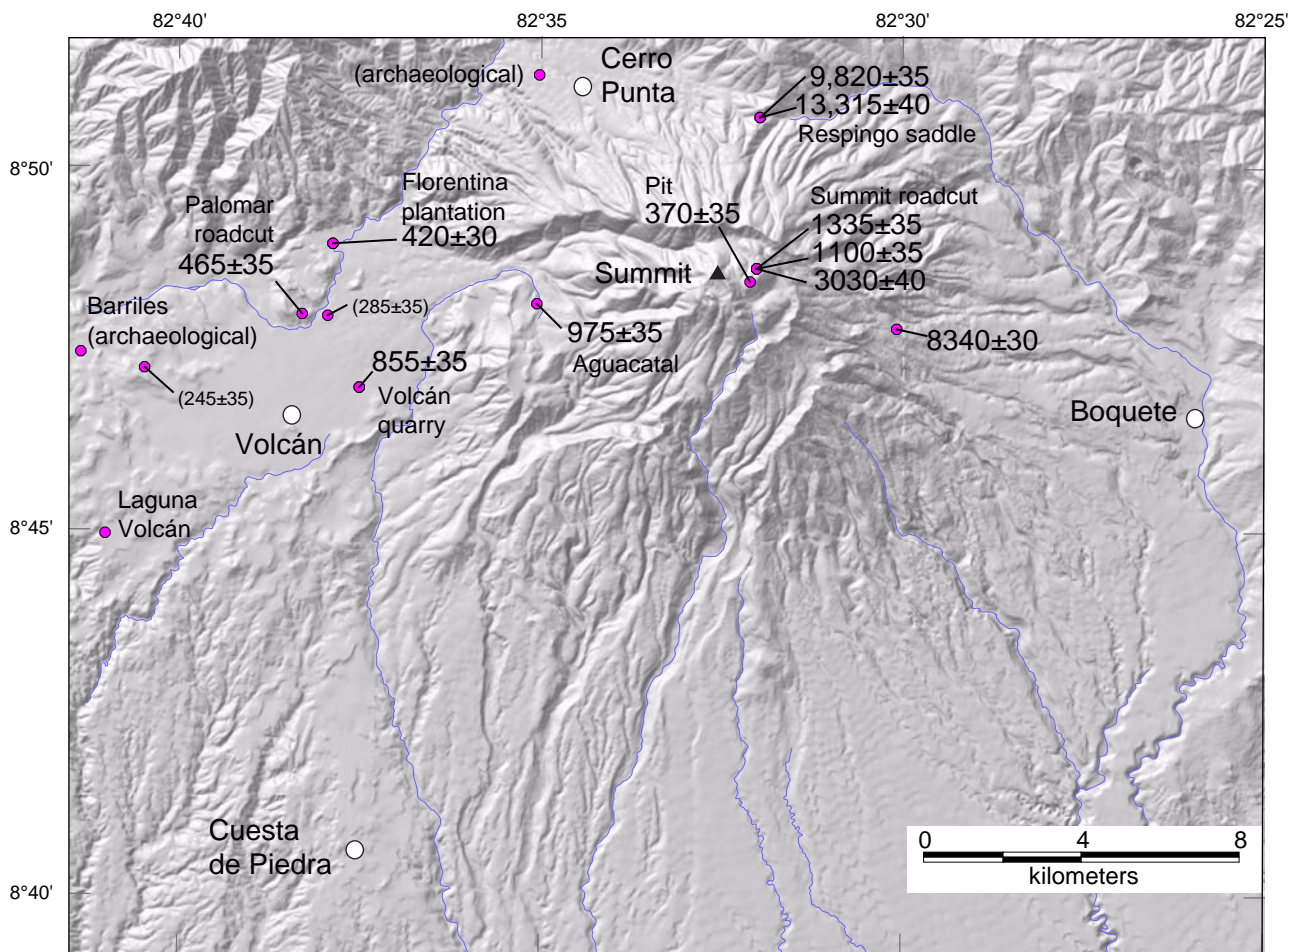 82°40'
82°35'
82°30'
82°25'
(archaeological)
Cerro
Punta
9,820±35
13,315±40
Respingo saddle
8°50'
Florentina
plantation
420±30
Pit
370±35
Summit roadcut
1335±35
1100±35
3030±40
Palomar
roadcut
465±35
Summit
Barriles
(archaeological)
(285±35)
975±35
Aguacatal
8340±30
855±35
Volcán
quarry
(245±35)
Volcán
Boquete
Laguna
Volcán
8°45'
Cuesta
de Piedra
0 4 8
kilometers
8°40'